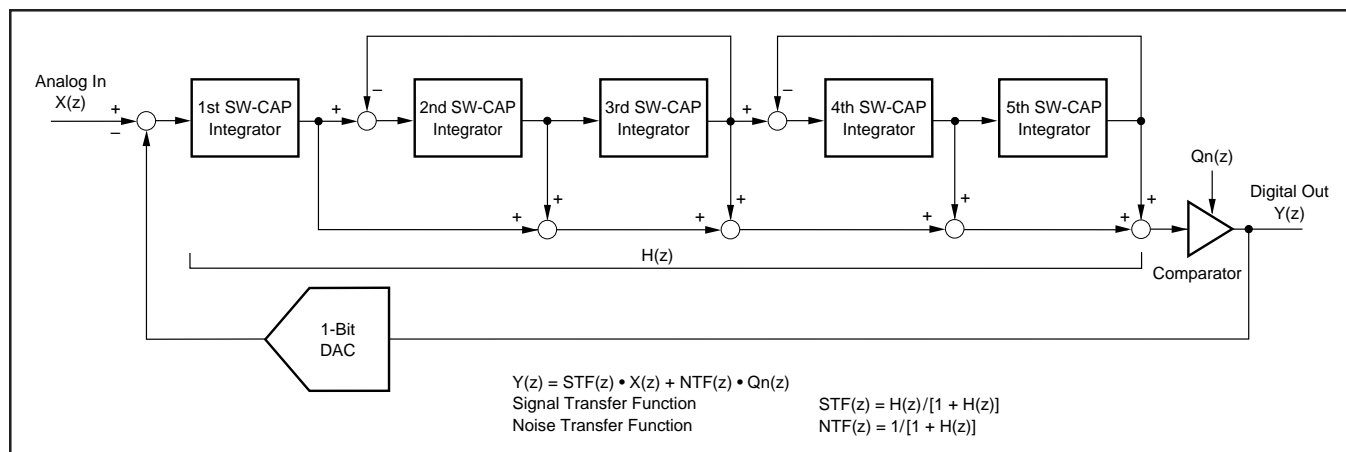 Analog In
X(z)
+
−
1st SW-CAP
Integrator
+
−
2nd SW-CAP
Integrator
3rd SW-CAP
Integrator
+
−
4th SW-CAP
Integrator
5th SW-CAP
Integrator
+
+
+
+
+
+
+
+
Qn(z)
Digital Out
Y(z)
H(z)
Comparator
1-Bit
DAC
Y(z) = STF(z) • X(z) + NTF(z) • Qn(z)
Signal Transfer Function STF(z) = H(z)/[1 + H(z)]
Noise Transfer Function NTF(z) = 1/[1 + H(z)]